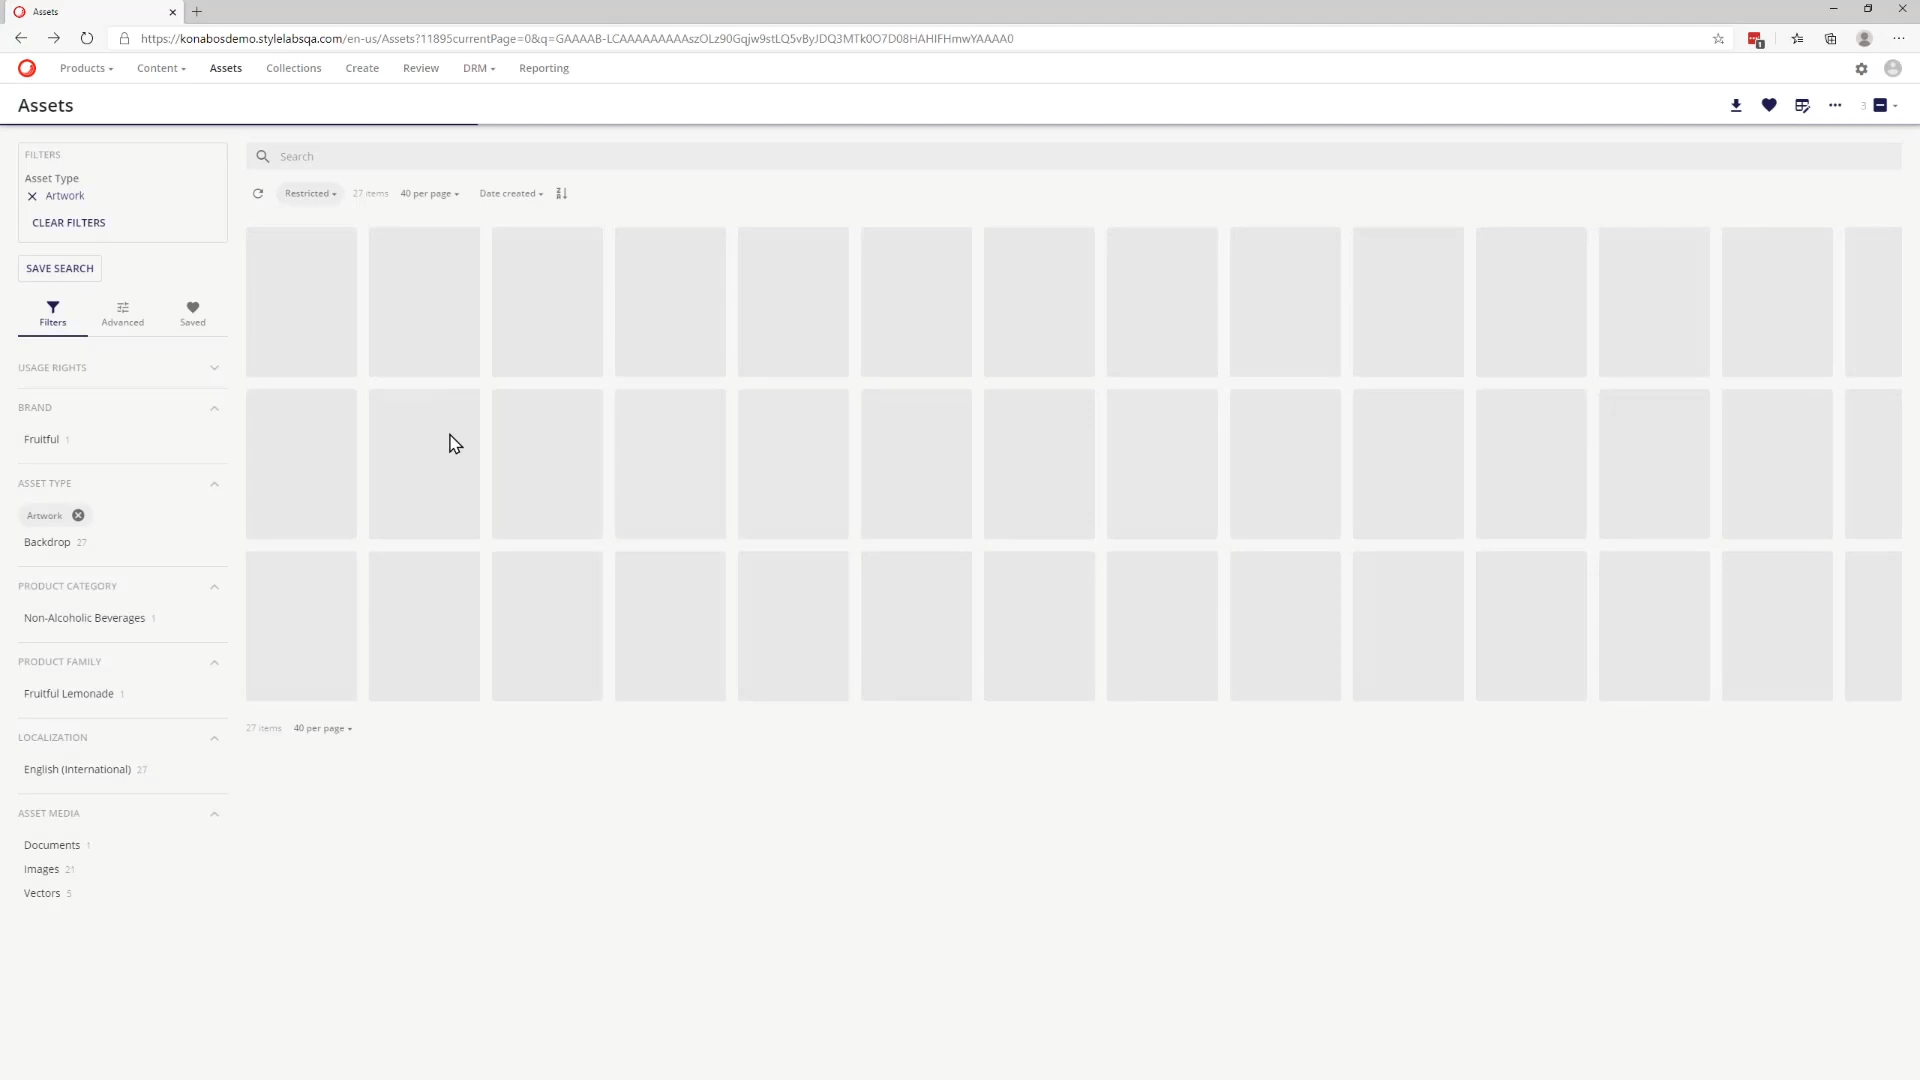 Assets
https://konabosdemo.stylelabsqa.com/en-us/Assets?11895currentPage=0&q=GAAAAB-LCAAAAAAAAAszOLz90Gqjw9stLQ5vByJDQ3MTk0O7D08HAHIFHmwYAAAA0
1
Products Content Assets Collections Create Review DRM Reporting
Assets
3
FILTERS
Asset Type
Artwork
CLEAR FILTERS
SAVE SEARCH
Filters Advanced Saved
USAGE RIGHTS
BRAND
Fruitful 1
ASSET TYPE
Artwork
Backdrop 27
PRODUCT CATEGORY
Non-Alcoholic Beverages 1
PRODUCT FAMILY
Fruitful Lemonade 1
LOCALIZATION
English (International) 27
ASSET MEDIA
Documents 1
Images 21
Vectors 5
Search
Restricted 27 items 40 per page Date created
27 items 40 per page